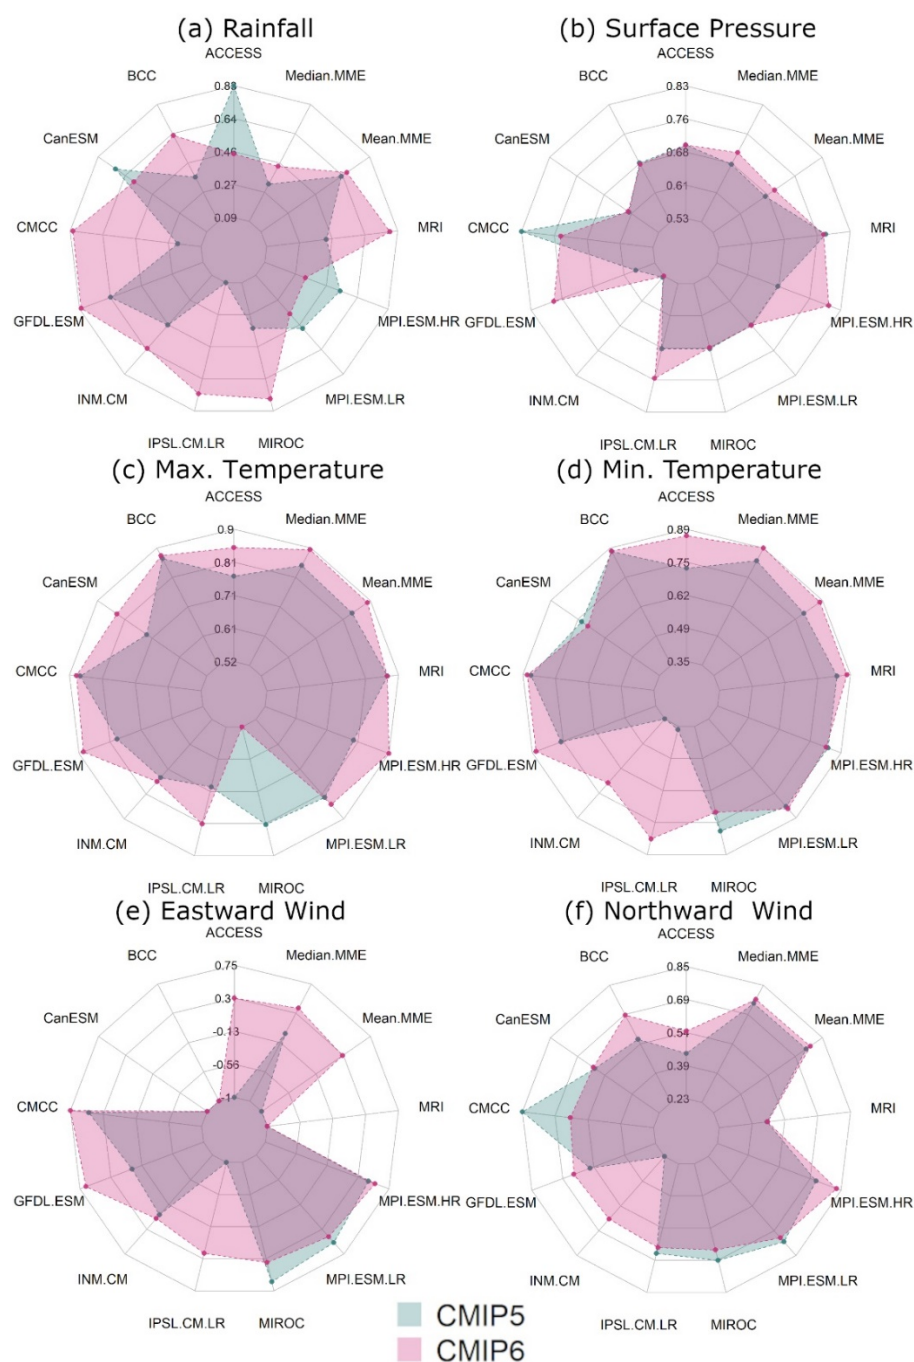 (a) Rainfall
(b) Surface Pressure
ACCESS
ACCESS
BCC
0.83
Median.MME
BCC
0.83
Median.MME
CanESM
0.64
Mean.MME
CanESM
0.76
Mean.MME
0.46
0.68
0.27
0.61
CMCC
0.09
MRI
CMCC
0.53
MRI
GFDL.ESM
MPI.ESM.HR
GFDL.ESM
MPI.ESM.HR
INM.CM
MPI.ESM.LR
INM.CM
MPI.ESM.LR
IPSL.CM.LR
MIROC
IPSL.CM.LR
MIROC
(c) Max. Temperature
(d) Min. Temperature
ACCESS
ACCESS
BCC
0.9
Median.MME
BCC
0.89
Median.MME
CanESM
0.81
Mean.MME
CanESM
0.75
Mean.MME
0.71
0.62
0.61
0.49
CMCC
0.52
MRI
CMCC
0.35
MRI
GFDL.ESM
MPI.ESM.HR
GFDL.ESM
MPI.ESM.HR
INM.CM
MPI.ESM.LR
INM.CM
MPI.ESM.LR
IPSL.CM.LR
MIROC
IPSL.CM.LR
MIROC
(e) Eastward Wind
(f) Northward Wind
ACCESS
ACCESS
BCC
0.75
Median.MME
BCC
0.85
Median.MME
CanESM
0.3
Mean.MME
CanESM
0.69
Mean.MME
-0.13
0.54
-0.56
0.39
CMCC
-1
MRI
CMCC
0.23
MRI
GFDL.ESM
MPI.ESM.HR
GFDL.ESM
MPI.ESM.HR
INM.CM
MPI.ESM.LR
INM.CM
MPI.ESM.LR
IPSL.CM.LR
MIROC
IPSL.CM.LR
MIROC
CMIP5
CMIP6